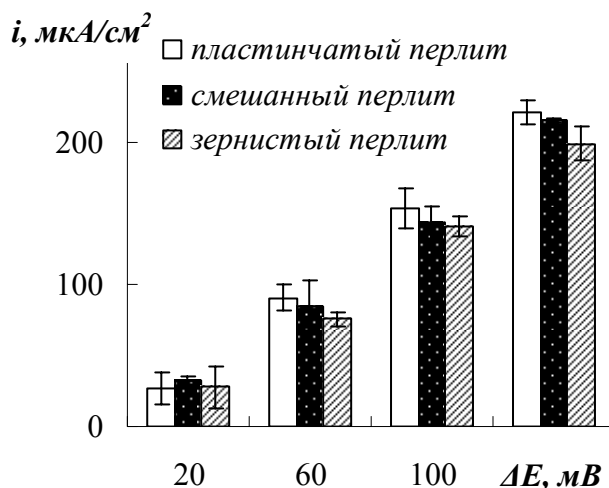 i, мкА/см²
пластинчатый перлит
смешанный перлит
зернистый перлит
200
100
0
20 60 100 ΔE, мВ